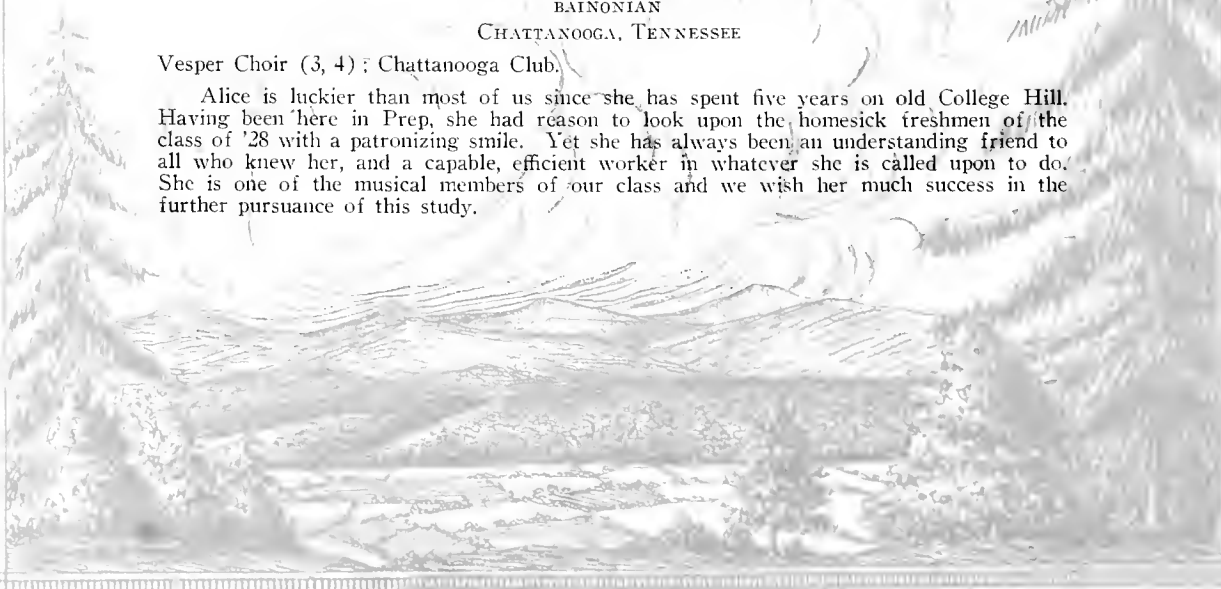 BAINONIAN
CHATTANOOGA, TENNESSEE
Vesper Choir (3, 4) ; Chattanooga Club.
Alice is luckier than most of us since she has spent five years on old College Hill.
Having been here in Prep, she had reason to look upon the homesick freshmen of the
class of '28 with a patronizing smile. Yet she has always been an understanding friend to
all who knew her, and a capable, efficient worker in whatever she is called upon to do.
She is one of the musical members of our class and we wish her much success in the
further pursuance of this study.